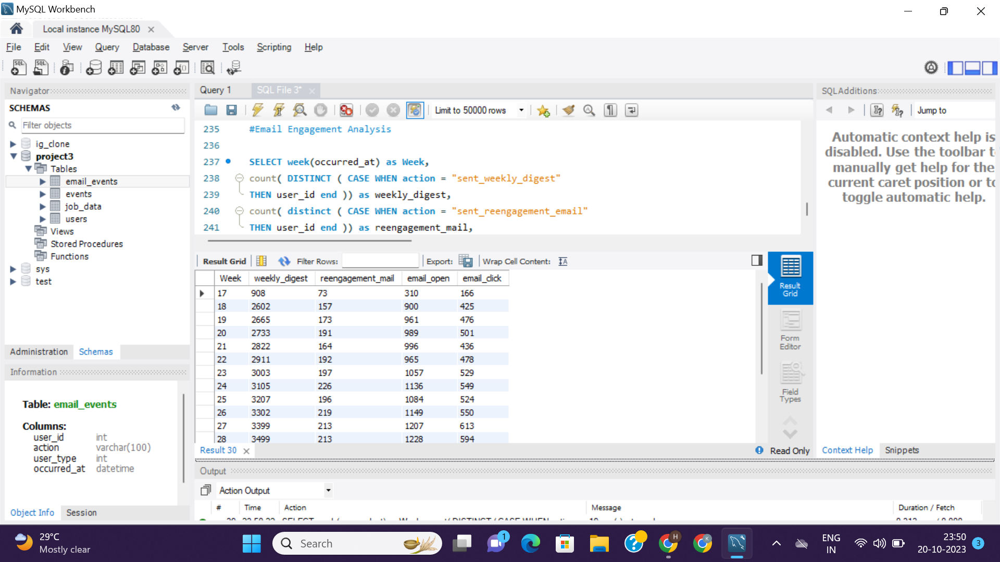 MySQL Workbench
Local instance MySQL80
File Edit View Query Database Server Tools Scripting Help
Navigator
SCHEMAS
Filter objects
ig_clone
project3
Tables
email_events
events
job_data
users
Views
Stored Procedures
Functions
sys
test
Administration Schemas
Information
Table: email_events
Columns:
user_id int
action varchar(100)
user_type int
occurred_at datetime
Object Info Session
Query 1 SQL File 3*
Limit to 50000 rows
235 #Email Engagement Analysis
236
237 SELECT week(occurred_at) as Week,
238 count( DISTINCT ( CASE WHEN action = "sent_weekly_digest"
239 THEN user_id end )) as weekly_digest,
240 count( distinct ( CASE WHEN action = "sent_reengagement_email"
241 THEN user_id end )) as reengagement_mail,
Result Grid Filter Rows: Export: Wrap Cell Content:
Week weekly_digest reengagement_mail email_open email_click
17 908 73 310 166
18 2602 157 900 425
19 2665 173 961 476
20 2733 191 989 501
21 2822 164 996 436
22 2911 192 965 478
23 3003 197 1057 529
24 3105 226 1136 549
25 3207 196 1084 524
26 3302 219 1149 550
27 3399 213 1207 613
28 3499 213 1228 594
Result Grid
Form Editor
Field Types
Result 30
Read Only
SQLAdditions
Jump to
Automatic context help is
disabled. Use the toolbar t
manually get help for the
current caret position or to
toggle automatic help.
Context Help Snippets
Output
Action Output
# Time Action Message Duration / Fetch
29°C
Mostly clear
Search
1
H
K
ENG
IN
23:50
20-10-2023
3